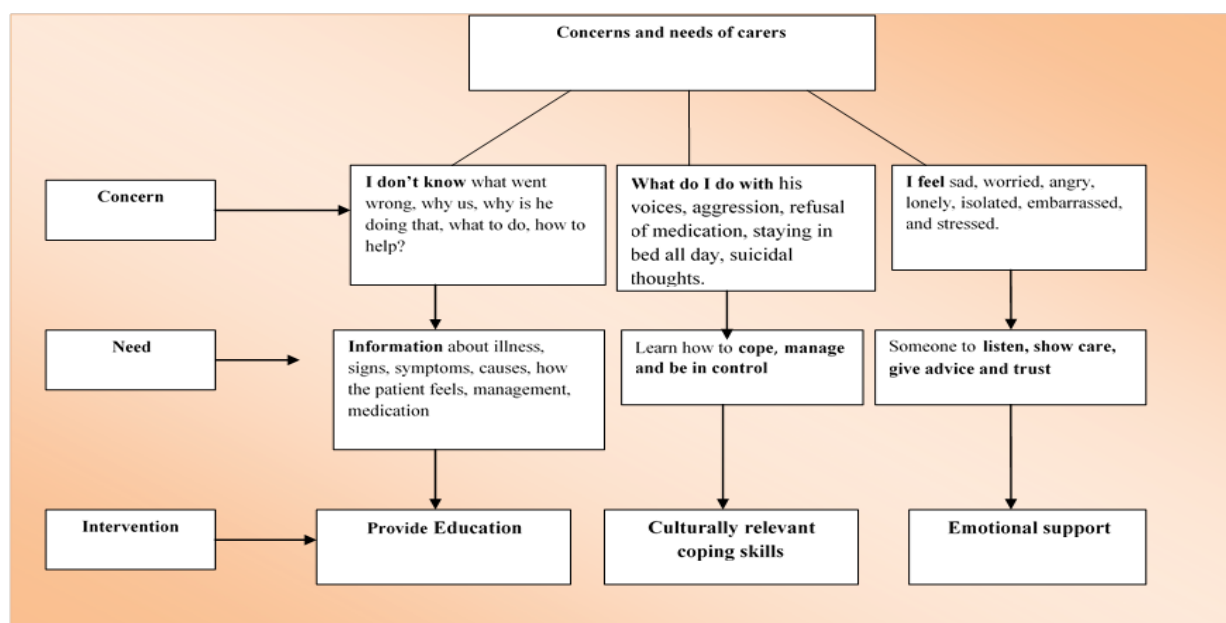 Concerns and needs of carers
Concern
I don't know what went
wrong, why us, why is he
doing that, what to do, how to
help?
What do I do with his
voices, aggression, refusal
of medication, staying in
bed all day, suicidal
thoughts.
I feel sad, worried, angry,
lonely, isolated, embarrassed,
and stressed.
Need
Information about illness,
signs, symptoms, causes, how
the patient feels, management,
medication
Learn how to cope, manage
and be in control
Someone to listen, show care,
give advice and trust
Intervention
Provide Education
Culturally relevant
coping skills
Emotional support